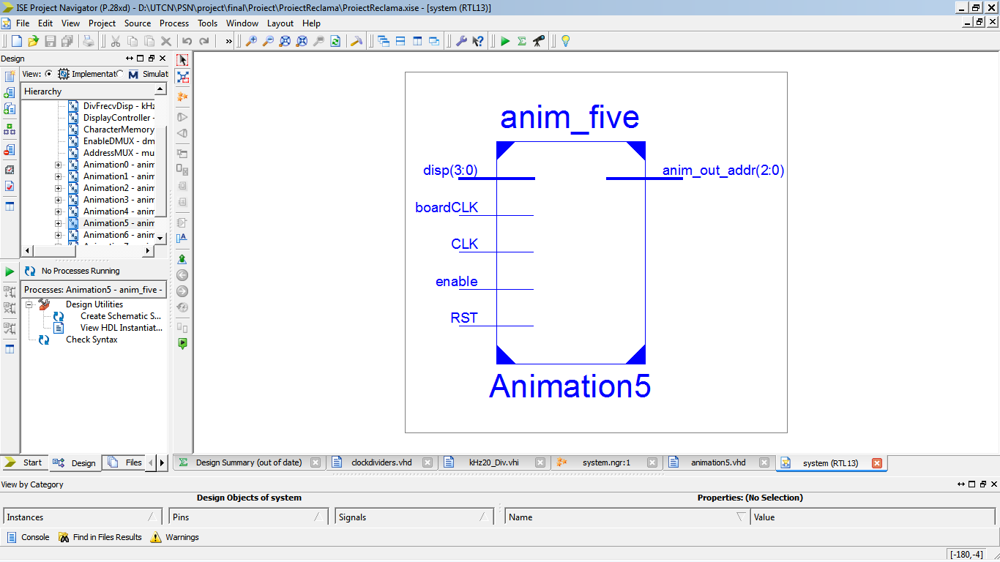 ISE Project Navigator (P.28xd) - D:\UTCN\PSN\project\final\Proiect\ProiectReclama\ProiectReclama.xise - [system (RTL13)]
File Edit View Project Source Process Tools Window Layout Help
Design
View: Implementat Simulat
Hierarchy
DivFrecvDisp - kHz
DisplayController -
CharacterMemory
EnableDMUX - dm
AddressMUX - mu
Animation0 - anim
Animation1 - anim
Animation2 - anim
Animation3 - anim
Animation4 - anim
Animation5 - anim
Animation6 - anim
No Processes Running
Processes: Animation5 - anim_five -
Design Utilities
Create Schematic S...
View HDL Instantiat...
Check Syntax
anim_five
disp(3:0)
anim_out_addr(2:0)
boardCLK
CLK
enable
RST
Animation5
Start Design Files
Design Summary (out of date) clockdividers.vhd kHz20_Div.vhi system.ngr:1 animation5.vhd system (RTL13)
View by Category
Design Objects of system
Properties: (No Selection)
Instances Pins Signals Name Value
Console Find in Files Results Warnings
[-180,-4]